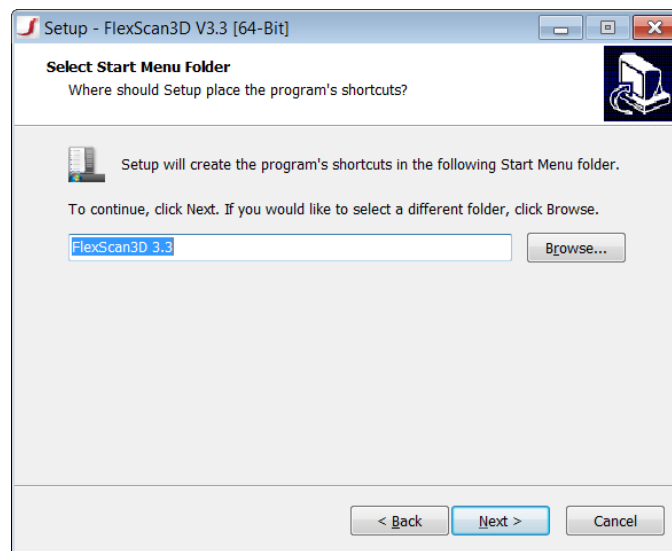 Setup - FlexScan3D V3.3 [64-Bit]
Select Start Menu Folder
Where should Setup place the program's shortcuts?
Setup will create the program's shortcuts in the following Start Menu folder.
To continue, click Next. If you would like to select a different folder, click Browse.
FlexScan3D 3.3
Browse...
< Back
Next >
Cancel